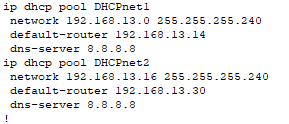 ip dhcp pool DHCPnet1
 network 192.168.13.0 255.255.255.240
 default-router 192.168.13.14
 dns-server 8.8.8.8
ip dhcp pool DHCPnet2
 network 192.168.13.16 255.255.255.240
 default-router 192.168.13.30
 dns-server 8.8.8.8
!